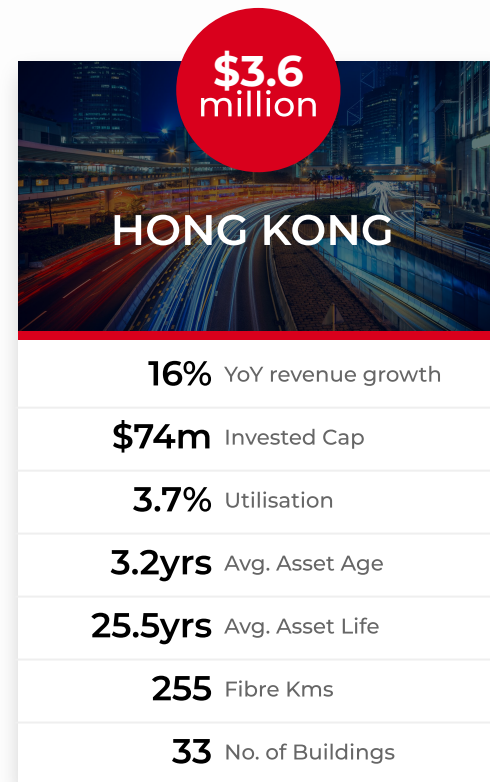 $3.6
million
HONG KONG
16% YoY revenue growth
$74m Invested Cap
3.7% Utilisation
3.2yrs Avg. Asset Age
25.5yrs Avg. Asset Life
255 Fibre Kms
33 No. of Buildings